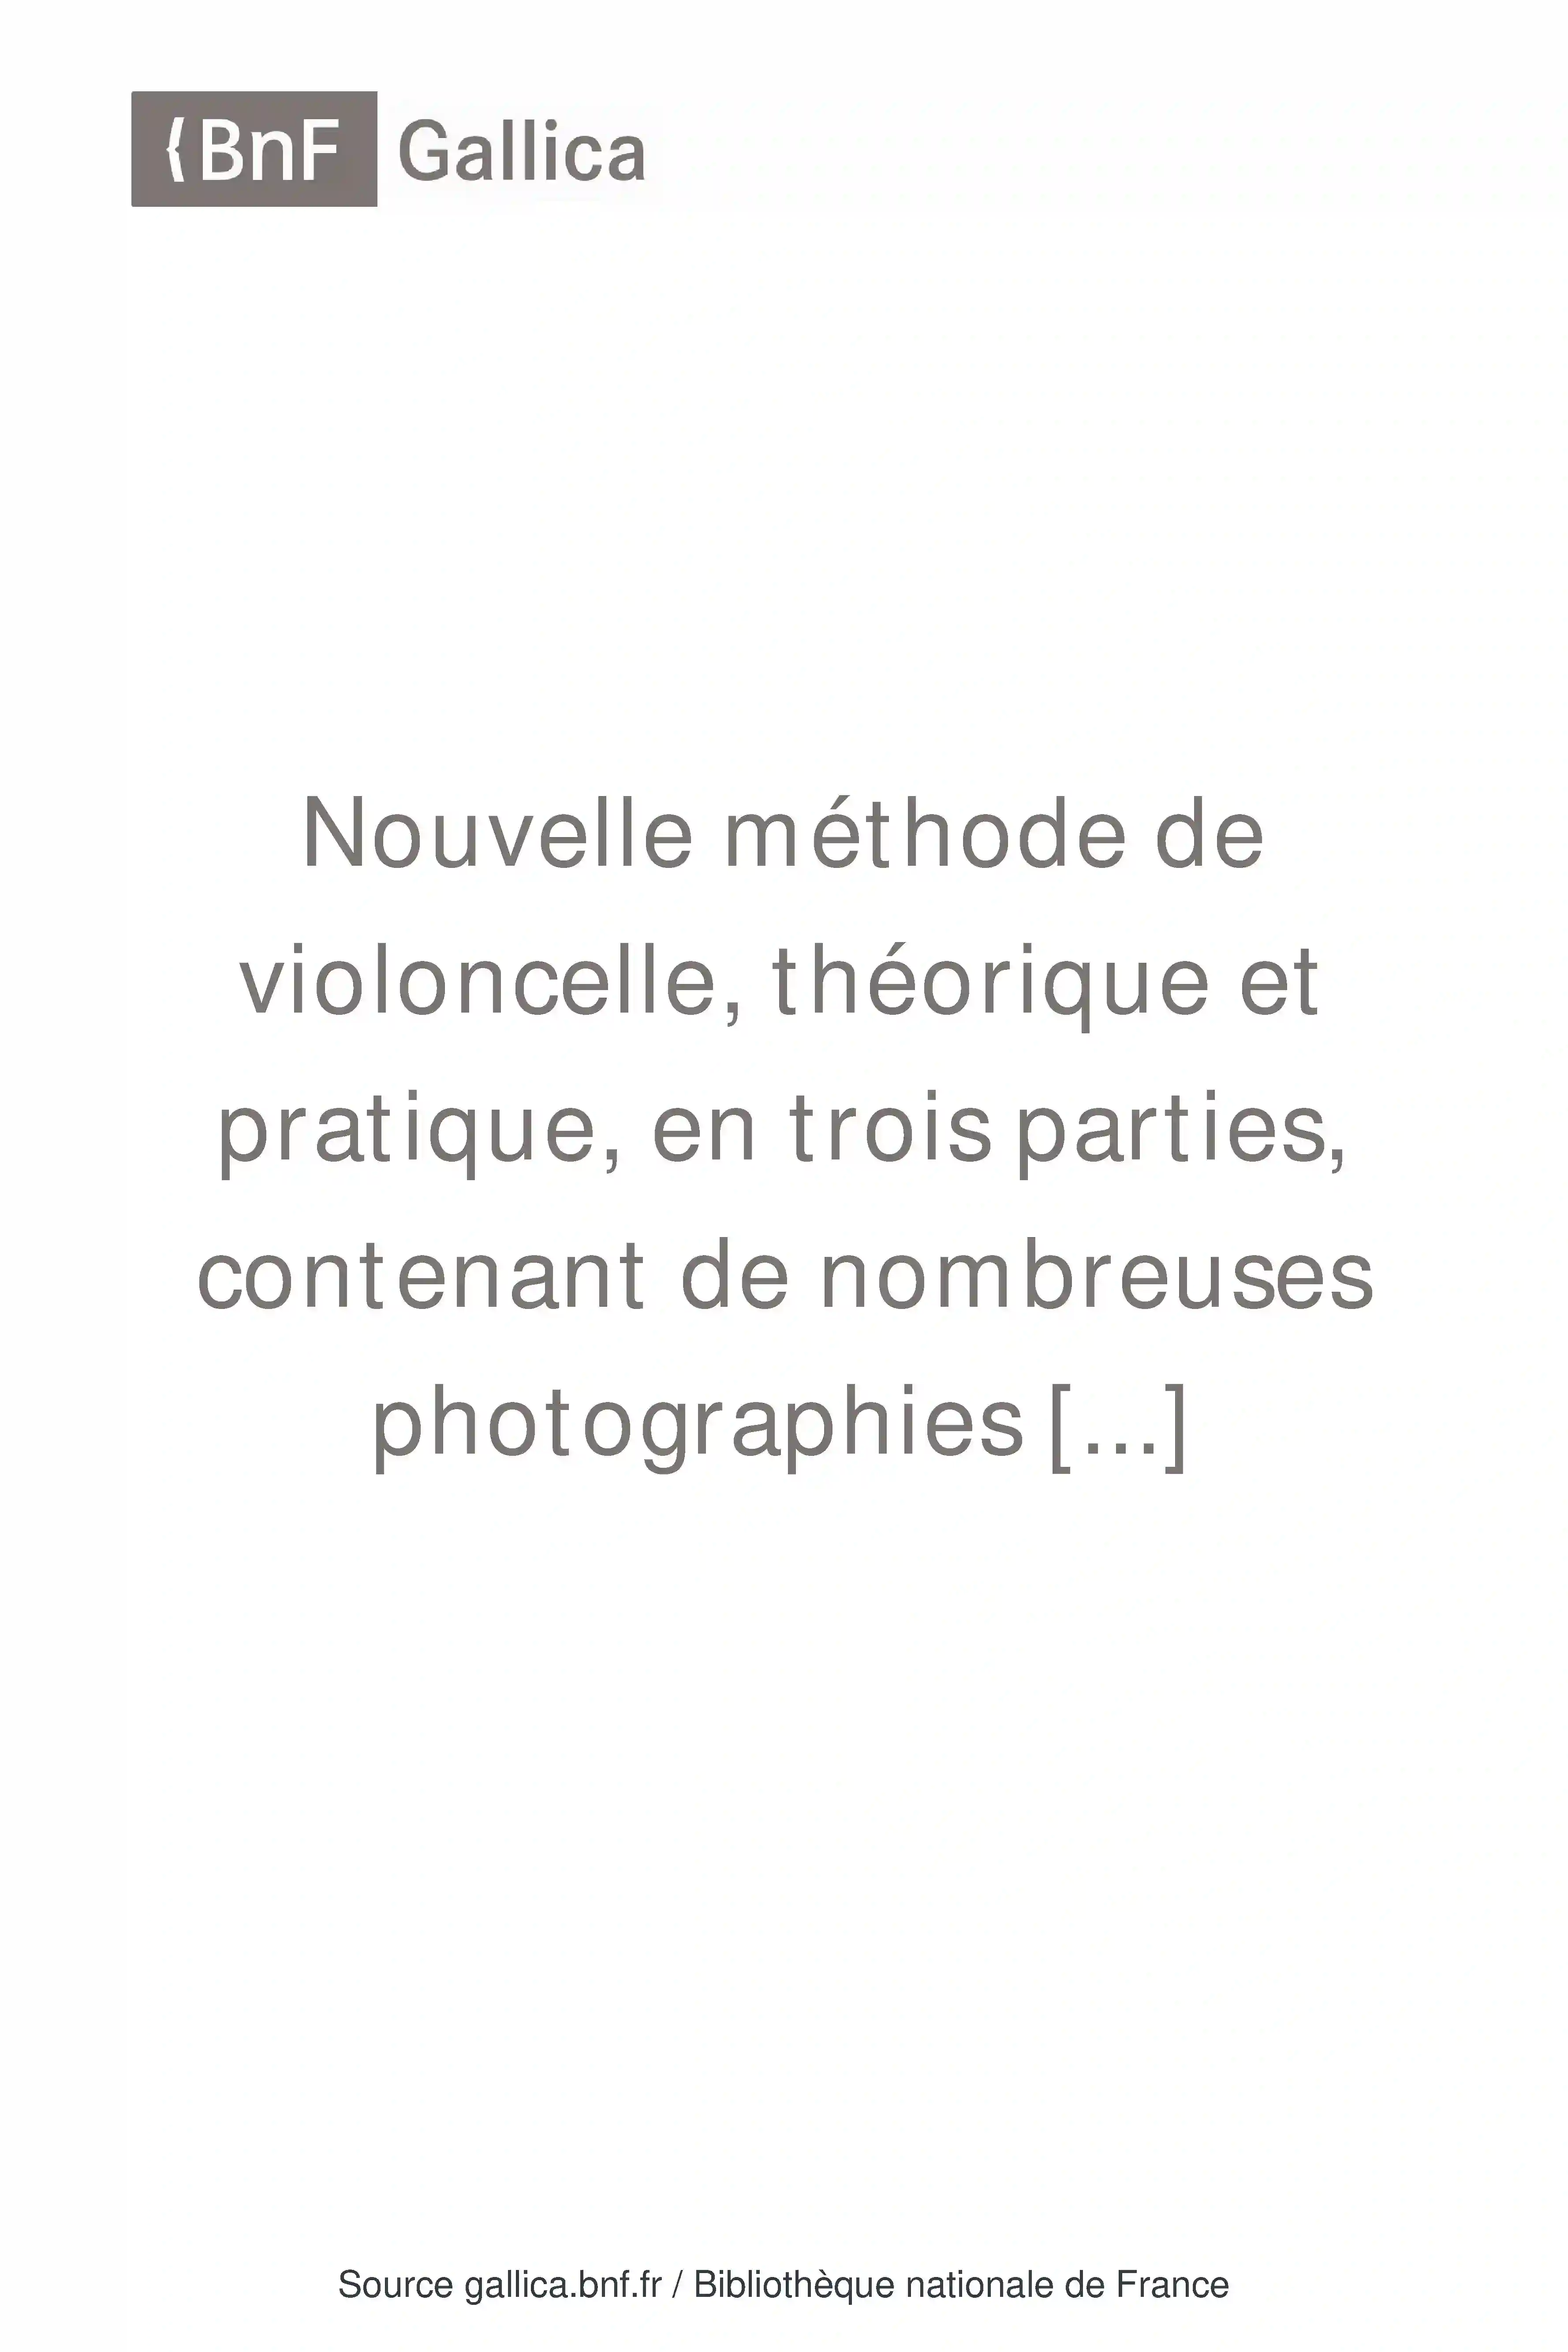 {BnF Gallica
Nouvelle méthode de
violoncelle, théorique et
pratique, en trois parties,
contenant de nombreuses
photographies [...]
Source gallica.bnf.fr / Bibliothèque nationale de France